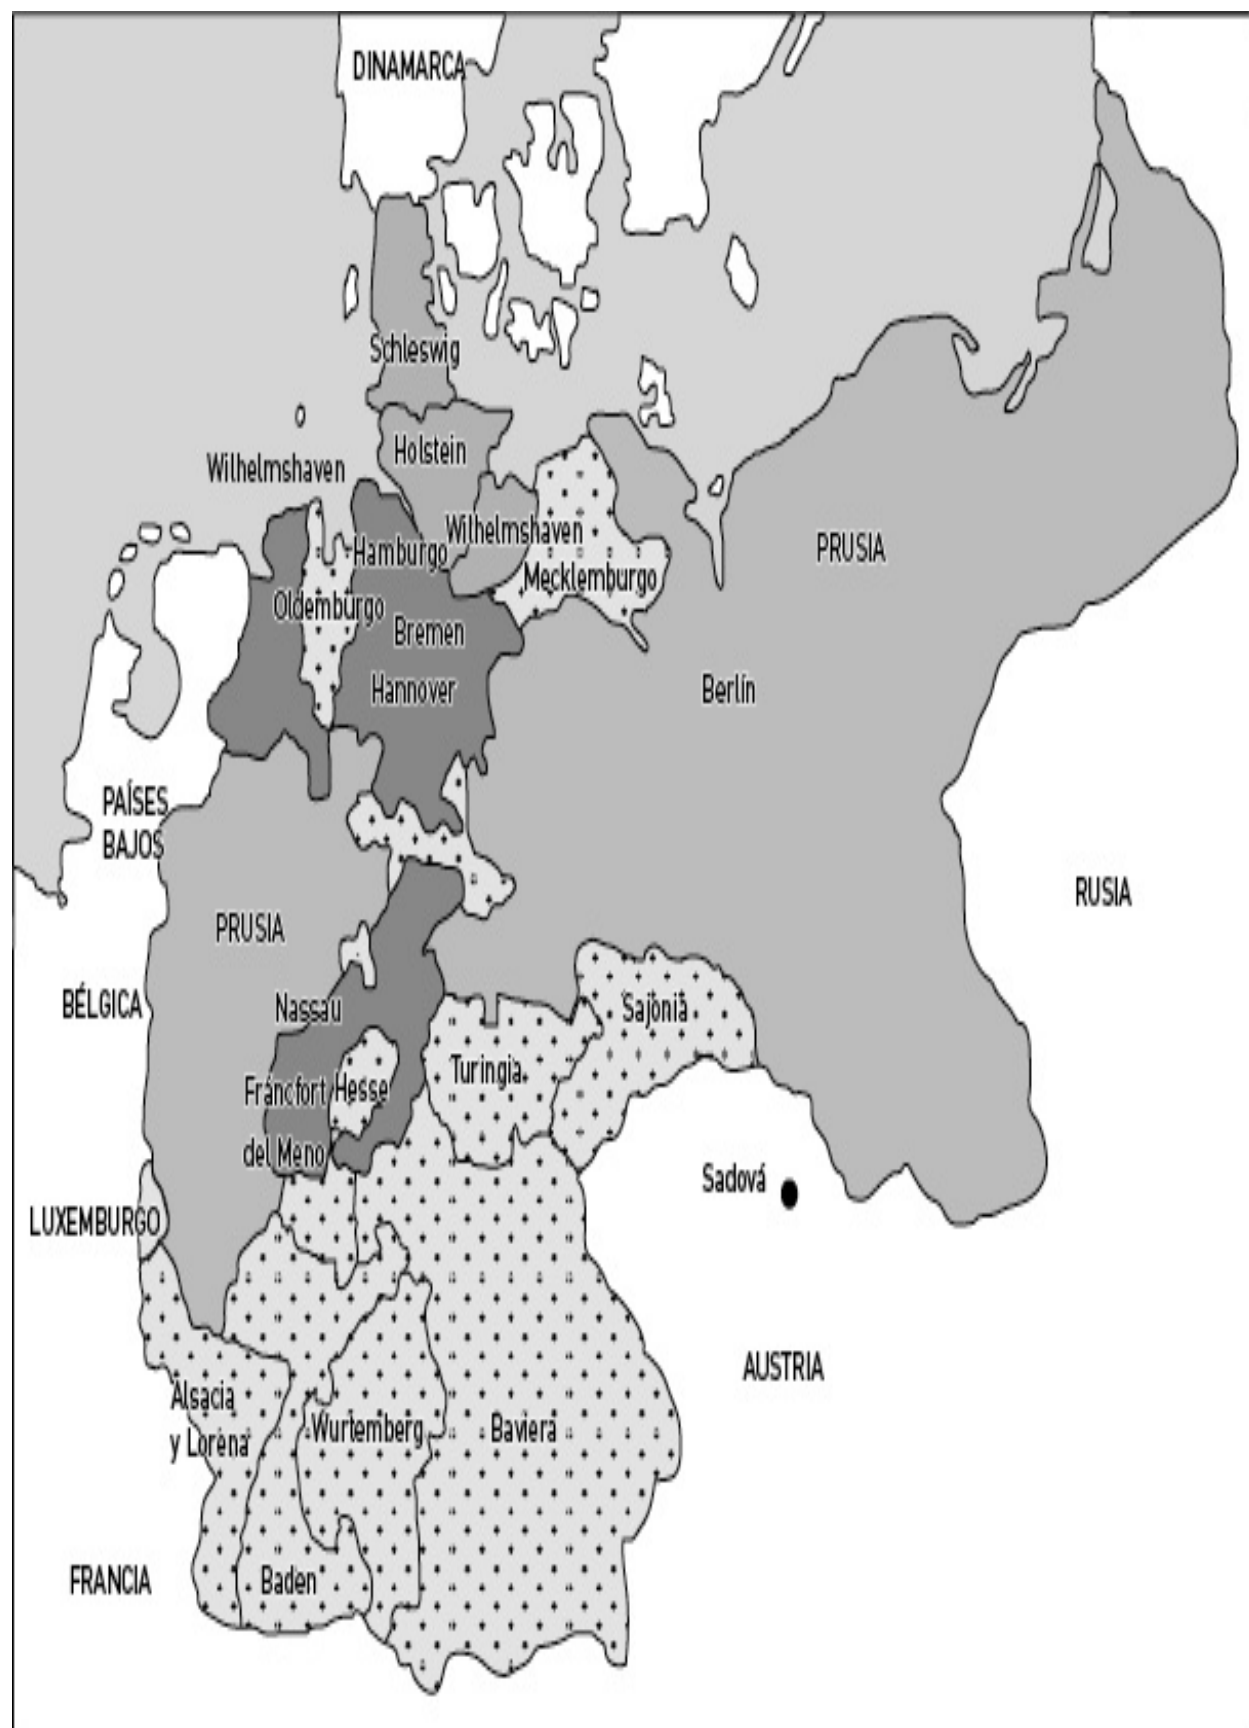 DINAMARCA
Schleswig
Holstein
Wilhelmshaven
Wilhelmshaven
Hamburgo
PRUSIA
Mecklemburgo
Oldemburgo
Bremen
Hannover
Berlín
PAÍSES
BAJOS
RUSIA
PRUSIA
BÉLGICA
Nassau
Sajonia
Turingia
Fráncfort
Hesse
del Meno
Sadová
LUXEMBURGO
AUSTRIA
Alsacia
y Lorena
Wurtemberg
Baviera
FRANCIA
Baden